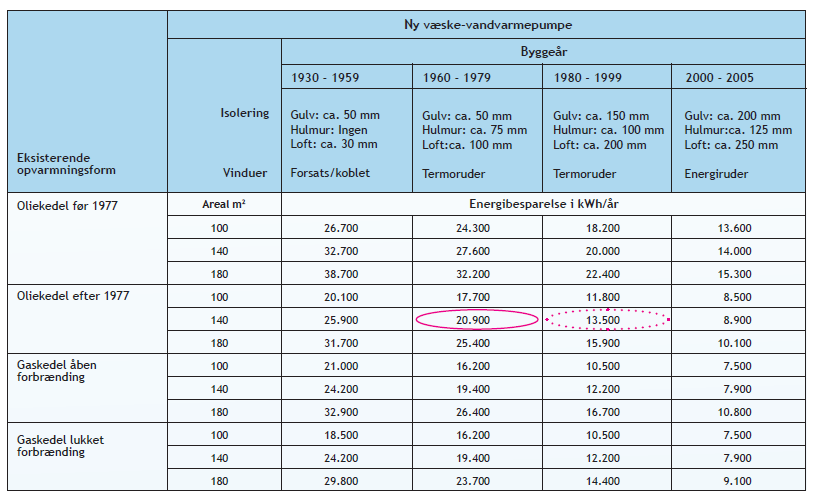 Ny væske-vandvarmepumpe
Byggeår
1930 - 1959 1960 - 1979 1980 - 1999 2000 - 2005
Isolering
Gulv: ca. 50 mm Gulv: ca. 50 mm Gulv: ca. 150 mm Gulv: ca. 200 mm
Hulmur: Ingen Hulmur: ca. 75 mm Hulmur: ca. 100 mm Hulmur:ca. 125 mm
Loft: ca. 30 mm Loft:ca. 100 mm Loft: ca. 200 mm Loft: ca. 250 mm
Eksisterende
opvarmningsform
Vinduer Forsats/koblet Termoruder Termoruder Energiruder
Oliekedel før 1977 Areal m² Energibesparelse i kWh/år
100 26.700 24.300 18.200 13.600
140 32.700 27.600 20.000 14.000
180 38.700 32.200 22.400 15.300
Oliekedel efter 1977 100 20.100 17.700 11.800 8.500
140 25.900 20.900 13.500 8.900
180 31.700 25.400 15.900 10.100
Gaskedel åben
forbrænding
100 21.000 16.200 10.500 7.500
140 24.200 19.400 12.200 7.900
180 32.900 26.400 16.700 10.800
Gaskedel lukket
forbrænding
100 18.500 16.200 10.500 7.500
140 24.200 19.400 12.200 7.900
180 29.800 23.700 14.400 9.100